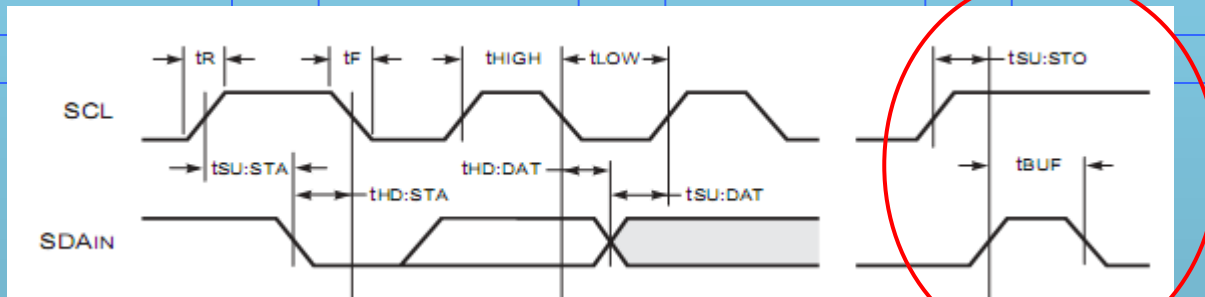 tR tF tHIGH tLOW tSU:STO
SCL
tSU:STA tHD:DAT tBUF
tHD:STA tSU:DAT
SDAIN